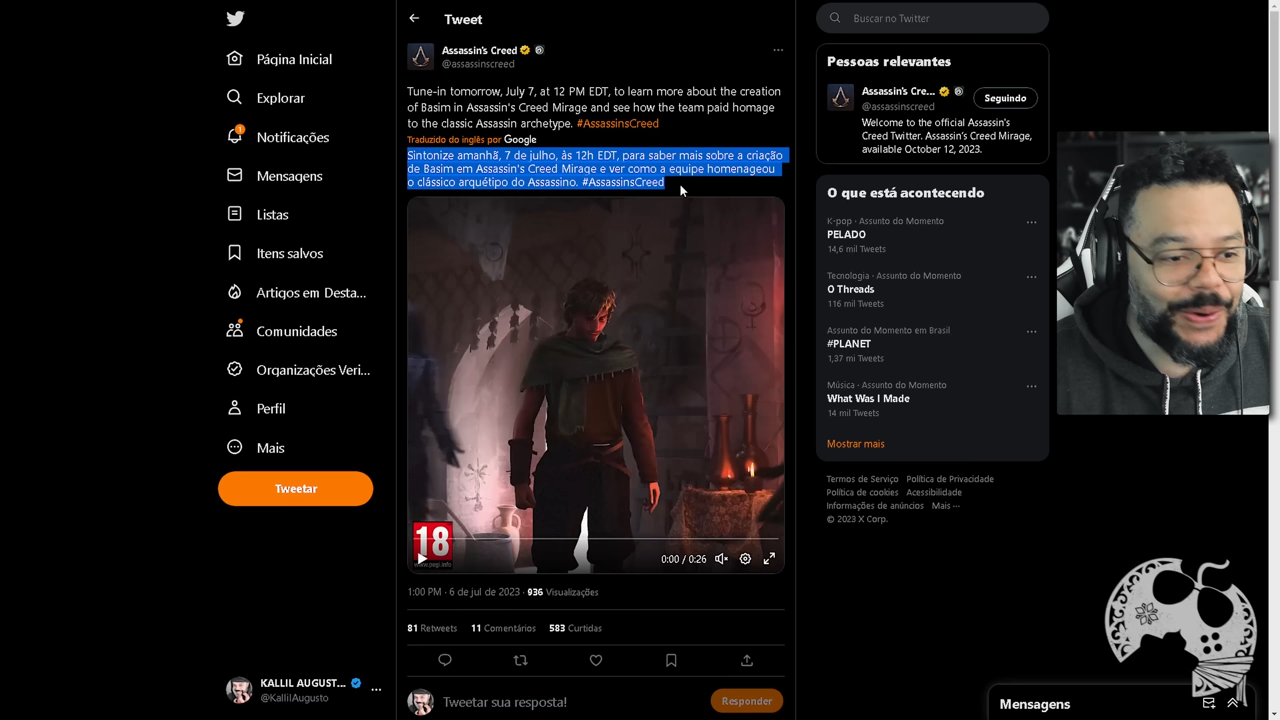 Tweet
Buscar no Twitter
Página Inicial
Explorar
1
Notificações
Mensagens
Listas
Itens salvos
Artigos em Desta...
Comunidades
Organizações Veri...
Perfil
Mais
Tweetar
KALLIL AUGUST...
@KallilAugusto
Assassin's Creed
@assassinscreed
Tune-in tomorrow, July 7, at 12 PM EDT, to learn more about the creation
of Basim in Assassin's Creed Mirage and see how the team paid homage
to the classic Assassin archetype. #AssassinsCreed
Traduzido do inglês por Google
Sintonize amanhã, 7 de julho, às 12h EDT, para saber mais sobre a criação
de Basim em Assassin's Creed Mirage e ver como a equipe homenageou
o clássico arquétipo do Assassino. #AssassinsCreed
18
www.pegi.info
0:00 / 0:26
1:00 PM · 6 de jul de 2023 · 936 Visualizações
81 Retweets 11 Comentários 583 Curtidas
Tweetar sua resposta!
Responder
Pessoas relevantes
Assassin's Cre...
@assassinscreed
Seguindo
Welcome to the official Assassin's
Creed Twitter. Assassin's Creed Mirage,
available October 12, 2023.
O que está acontecendo
K-pop · Assunto do Momento
PELADO
14,6 mil Tweets
Tecnologia · Assunto do Momento
O Threads
116 mil Tweets
Assunto do Momento em Brasil
#PLANET
1,37 mi Tweets
Música · Assunto do Momento
What Was I Made
14 mil Tweets
Mostrar mais
Termos de Serviço Política de Privacidade
Política de cookies Acessibilidade
Informações de anúncios Mais ···
© 2023 X Corp.
Mensagens